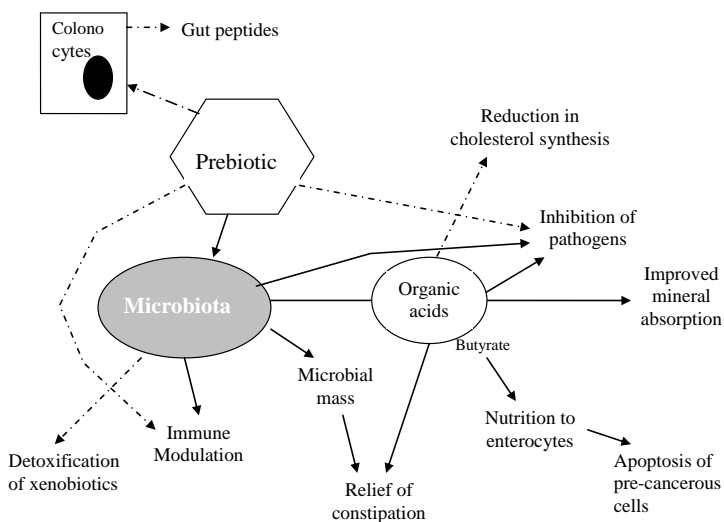 Colono
cytes
Gut peptides
Reduction in
cholesterol synthesis
Prebiotic
Inhibition of
pathogens
Microbiota
Organic
acids
Improved
mineral
absorption
Butyrate
Microbial
mass
Nutrition to
enterocytes
Immune
Modulation
Detoxification
of xenobiotics
Relief of
constipation
Apoptosis of
pre-cancerous
cells